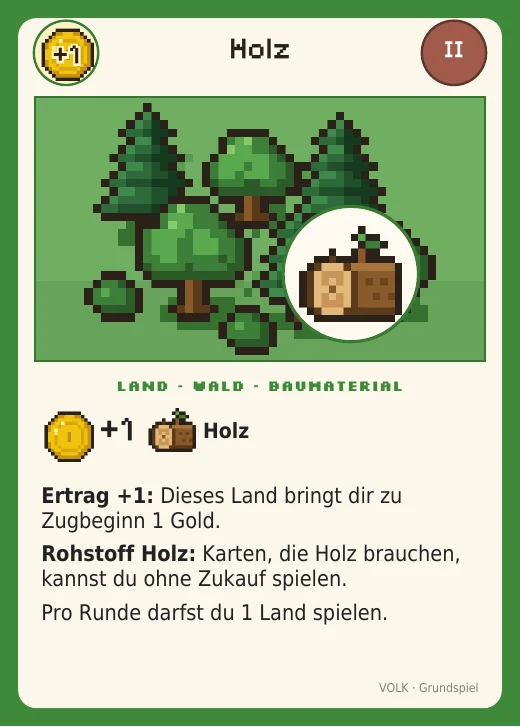 +1
Holz
II
LAND - WALD - BAUMATERIAL
+1 Holz
Ertrag +1: Dieses Land bringt dir zu
Zugbeginn 1 Gold.
Rohstoff Holz: Karten, die Holz brauchen,
kannst du ohne Zukauf spielen.
Pro Runde darfst du 1 Land spielen.
VOLK · Grundspiel